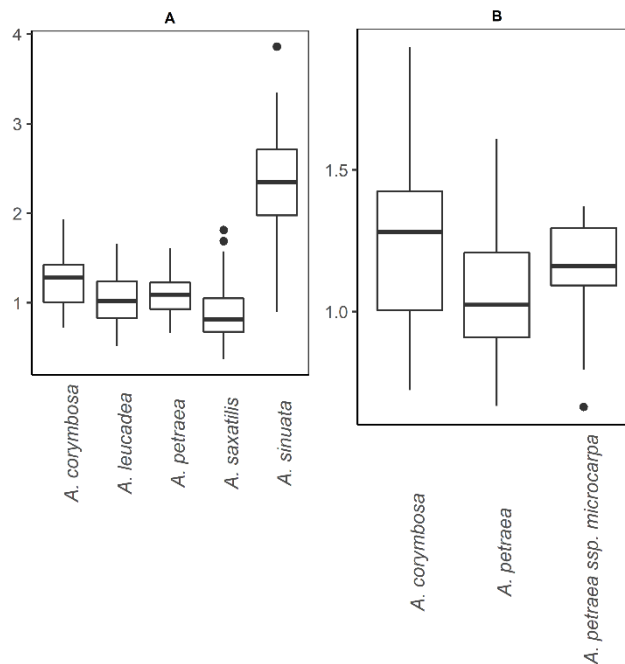 A
4
3
2
1
A. corymbosa
A. leucadea
A. petraea
A. saxatilis
A. sinuata
B
1.5
1.0
A. corymbosa
A. petraea
A. petraea ssp. microcarpa